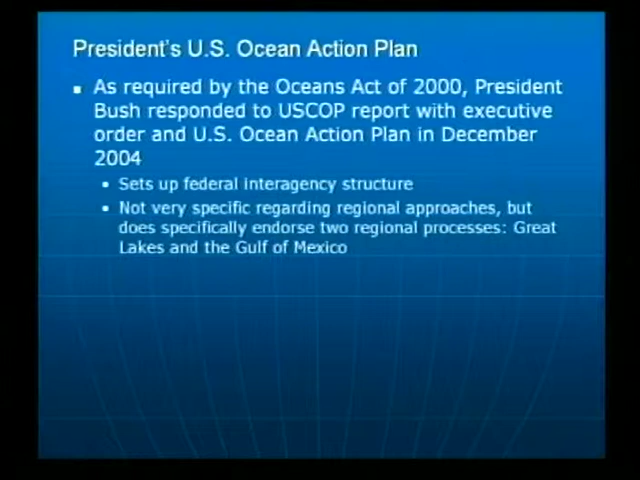 President's U.S. Ocean Action Plan
As required by the Oceans Act of 2000, President
Bush responded to USCOP report with executive
order and U.S. Ocean Action Plan in December
2004
Sets up federal interagency structure
Not very specific regarding regional approaches, but
does specifically endorse two regional processes: Great
Lakes and the Gulf of Mexico